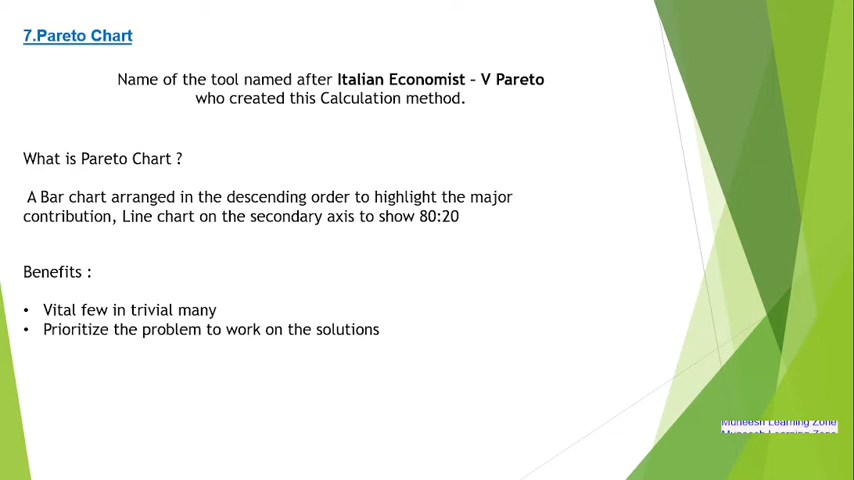 7.Pareto Chart
Name of the tool named after Italian Economist – V Pareto
who created this Calculation method.
What is Pareto Chart ?
A Bar chart arranged in the descending order to highlight the major
contribution, Line chart on the secondary axis to show 80:20
Benefits :
• Vital few in trivial many
• Prioritize the problem to work on the solutions
Muneesh Learning Zone
Muneesh Learning Zone